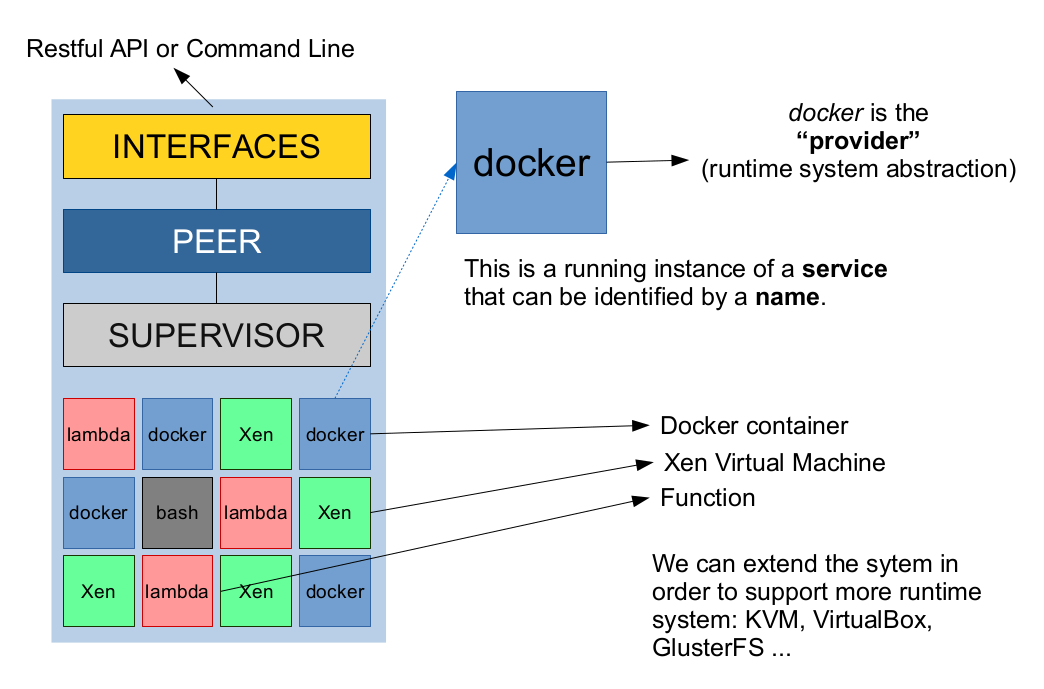 Restful API or Command Line
INTERFACES
PEER
SUPERVISOR
lambda
docker
Xen
docker
docker
bash
lambda
Xen
Xen
lambda
Xen
docker
docker
docker is the
“provider”
(runtime system abstraction)
This is a running instance of a service
that can be identified by a name.
Docker container
Xen Virtual Machine
Function
We can extend the sytem in
order to support more runtime
system: KVM, VirtualBox,
GlusterFS ...